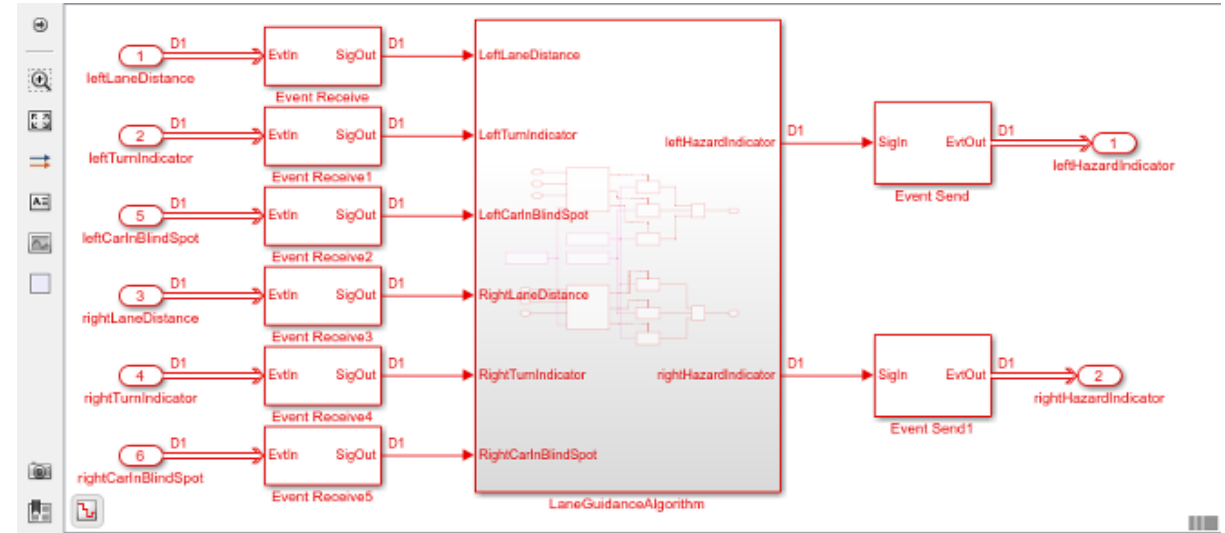 D1
1
leftLaneDistance
EvtIn SigOut
Event Receive
D1
LeftLaneDistance
D1
2
leftTurnIndicator
EvtIn SigOut
Event Receive1
D1
LeftTurnIndicator
D1
5
leftCarInBlindSpot
EvtIn SigOut
Event Receive2
D1
LeftCarInBlindSpot
D1
3
rightLaneDistance
EvtIn SigOut
Event Receive3
D1
RightLaneDistance
D1
4
rightTurnIndicator
EvtIn SigOut
Event Receive4
D1
RightTurnIndicator
D1
6
rightCarInBlindSpot
EvtIn SigOut
Event Receive5
D1
RightCarInBlindSpot
LaneGuidanceAlgorithm
leftHazardIndicator
D1
SigIn EvtOut
Event Send
D1
1
leftHazardIndicator
rightHazardIndicator
D1
SigIn EvtOut
Event Send1
D1
2
rightHazardIndicator
A